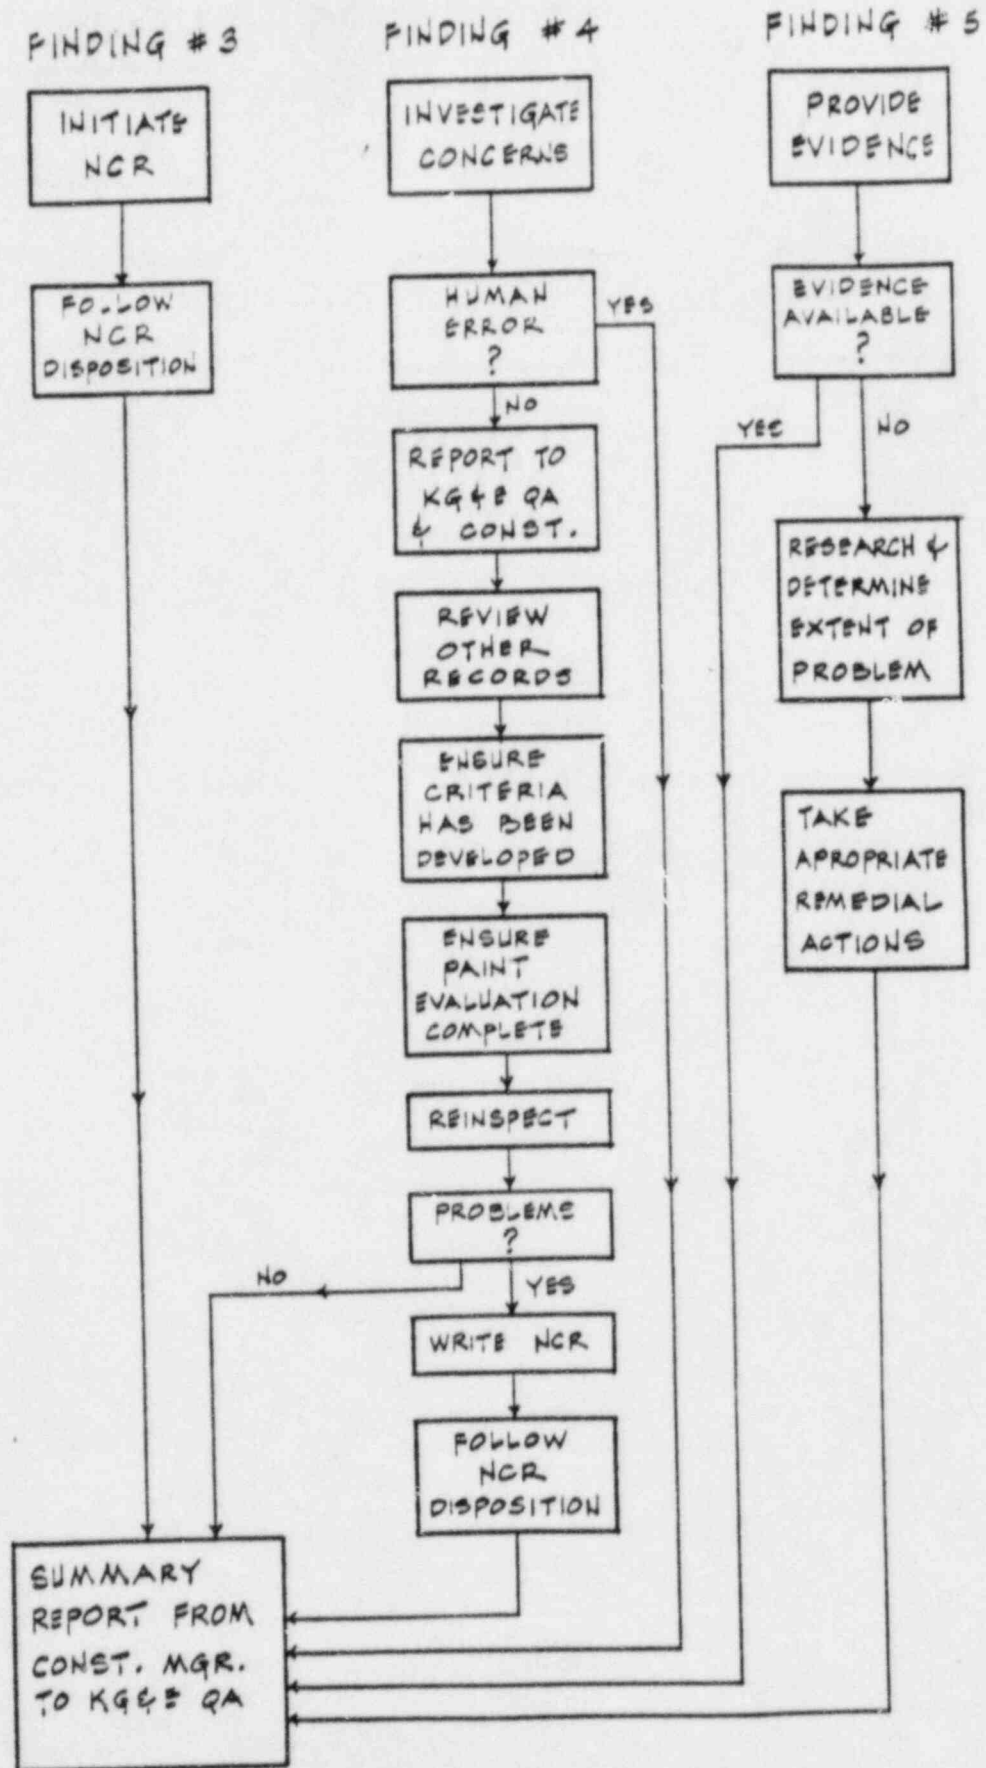 FINDING # 3
INITIATE
NCR
FOLLOW
NCR
DISPOSITION
FINDING # 4
INVESTIGATE
CONCERNS
HUMAN
ERROR
?
YES
NO
REPORT TO
KG&E QA
& CONST.
REVIEW
OTHER
RECORDS
ENSURE
CRITERIA
HAS BEEN
DEVELOPED
ENSURE
PAINT
EVALUATION
COMPLETE
REINSPECT
PROBLEMS
?
NO
YES
WRITE NCR
FOLLOW
NCR
DISPOSITION
FINDING # 5
PROVIDE
EVIDENCE
EVIDENCE
AVAILABLE
?
YES
NO
RESEARCH &
DETERMINE
EXTENT OF
PROBLEM
TAKE
APROPRIATE
REMEDIAL
ACTIONS
SUMMARY
REPORT FROM
CONST. MGR.
TO KG&E QA